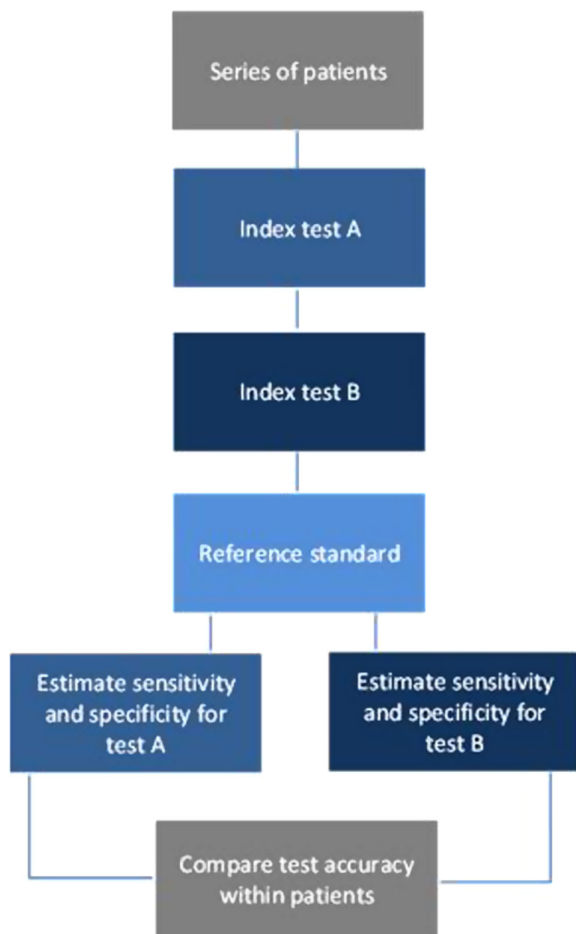 Series of patients
Index test A
Index test B
Reference standard
Estimate sensitivity
and specificity for
test A
Estimate sensitivity
and specificity for
test B
Compare test accuracy
within patients